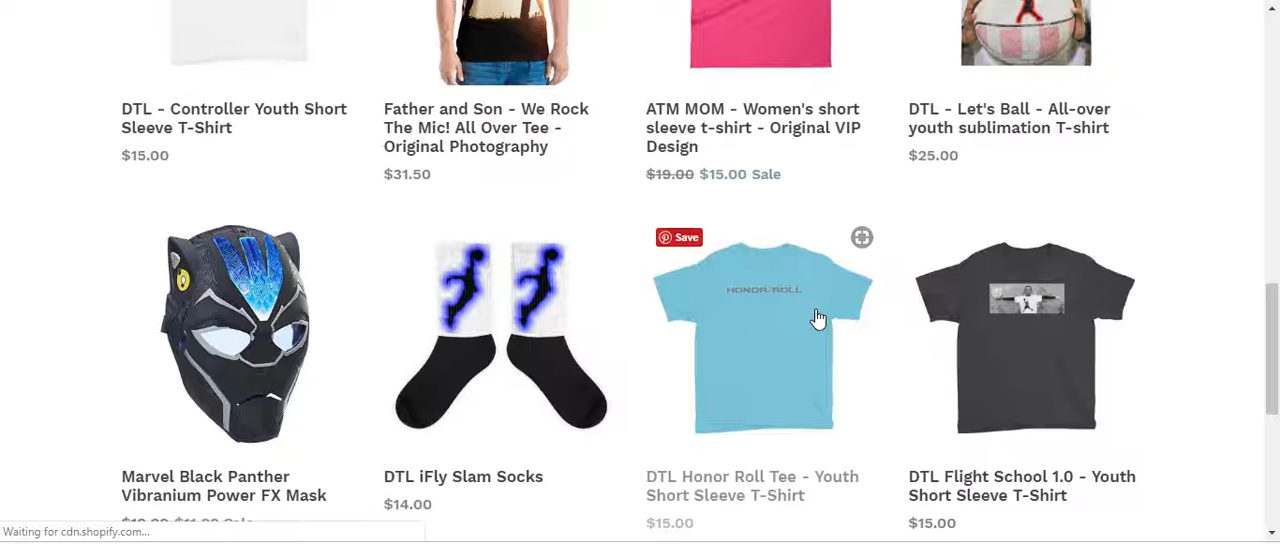 DTL - Controller Youth Short
Sleeve T-Shirt
$15.00
Father and Son - We Rock
The Mic! All Over Tee -
Original Photography
$31.50
ATM MOM - Women's short
sleeve t-shirt - Original VIP
Design
$19.00 $15.00 Sale
DTL - Let's Ball - All-over
youth sublimation T-shirt
$25.00
Save
HONOR-ROLL
Marvel Black Panther
Vibranium Power FX Mask
DTL iFly Slam Socks
$14.00
DTL Honor Roll Tee - Youth
Short Sleeve T-Shirt
$15.00
DTL Flight School 1.0 - Youth
Short Sleeve T-Shirt
$15.00
Waiting for cdn.shopify.com...